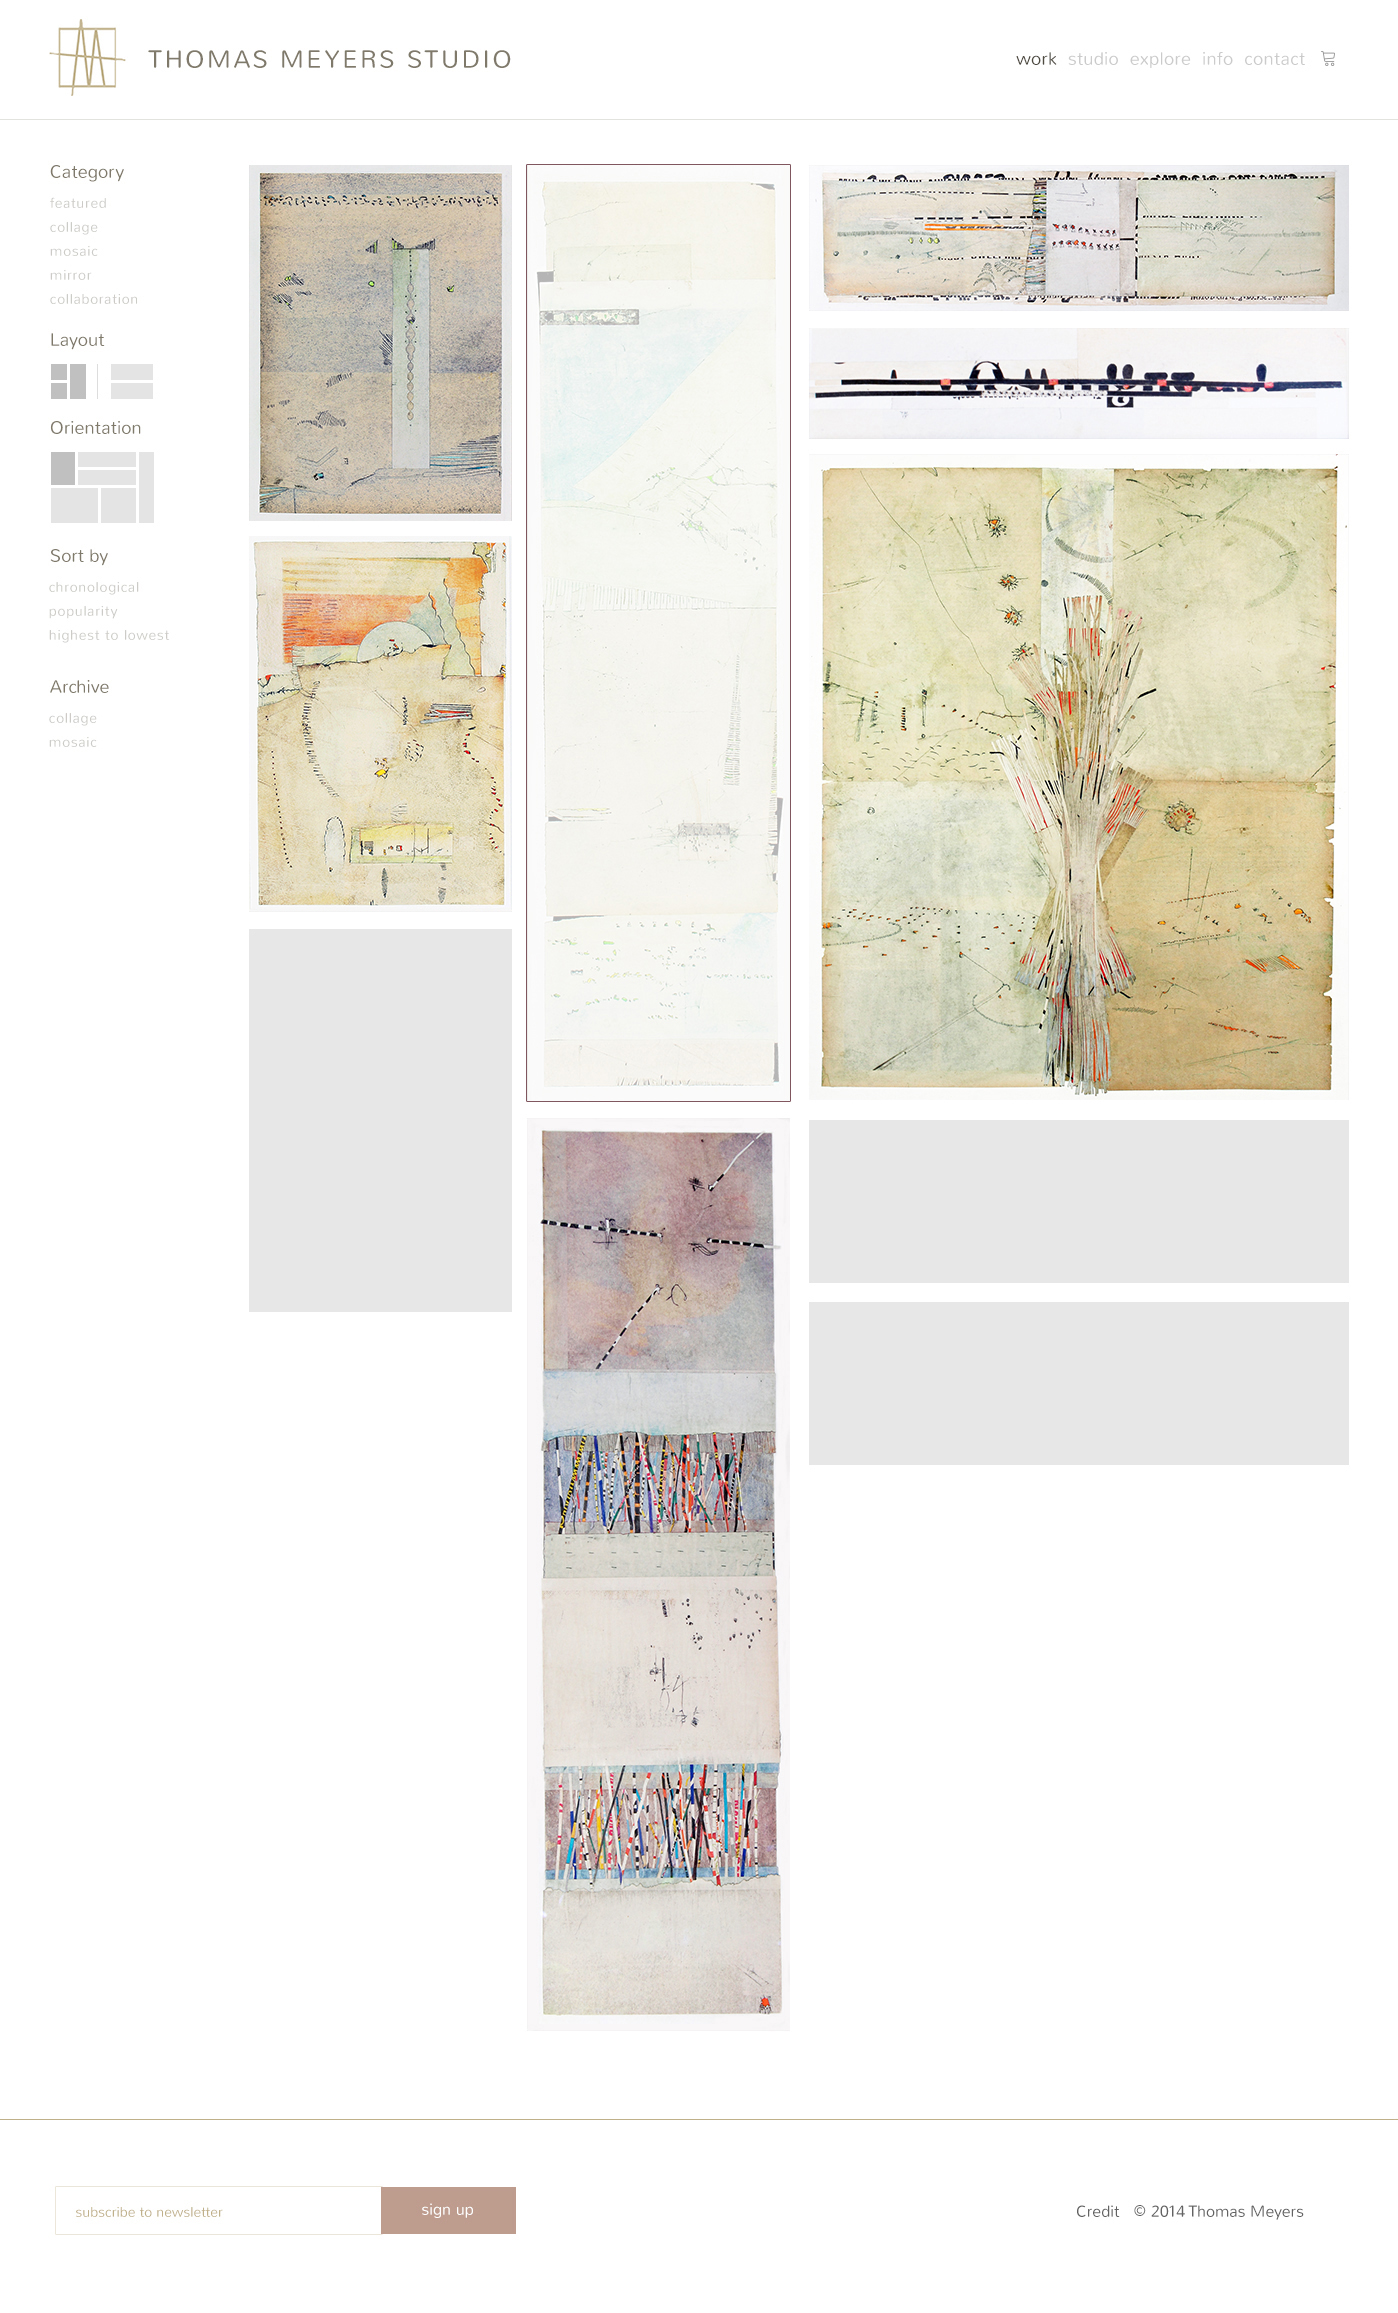 THOMAS MEYERS STUDIO
work studio explore info contact
Category
featured
collage
mosaic
mirror
collaboration
Layout
Orientation
Sort by
chronological
popularity
highest to lowest
Archive
collage
mosaic
subscribe to newsletter
sign up
Credit © 2014 Thomas Meyers